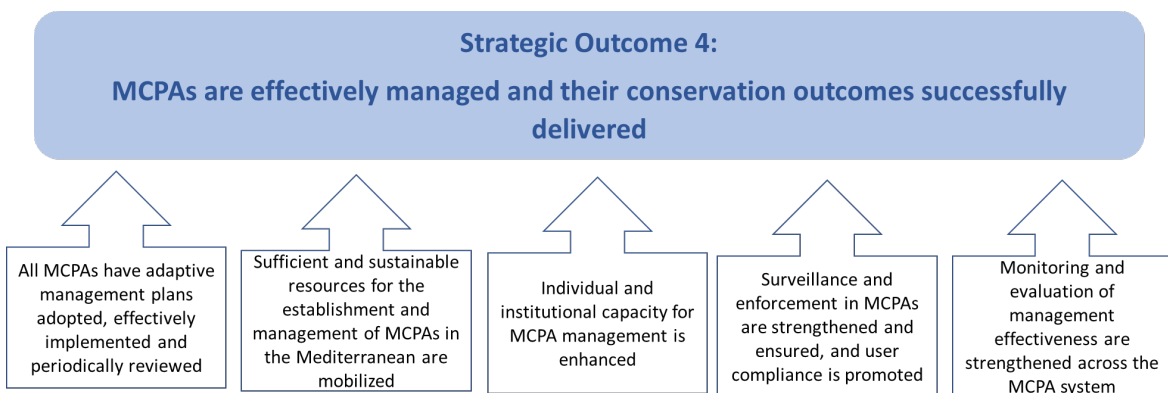 Strategic Outcome 4:
MCPAs are effectively managed and their conservation outcomes successfully
delivered
All MCPAs have adaptive
management plans
adopted, effectively
implemented and
periodically reviewed
Sufficient and sustainable
resources for the
establishment and
management of MCPAs in
the Mediterranean are
mobilized
Individual and
institutional capacity for
MCPA management is
enhanced
Surveillance and
enforcement in MCPAs
are strengthened and
ensured, and user
compliance is promoted
Monitoring and
evaluation of
management
effectiveness are
strengthened across the
MCPA system